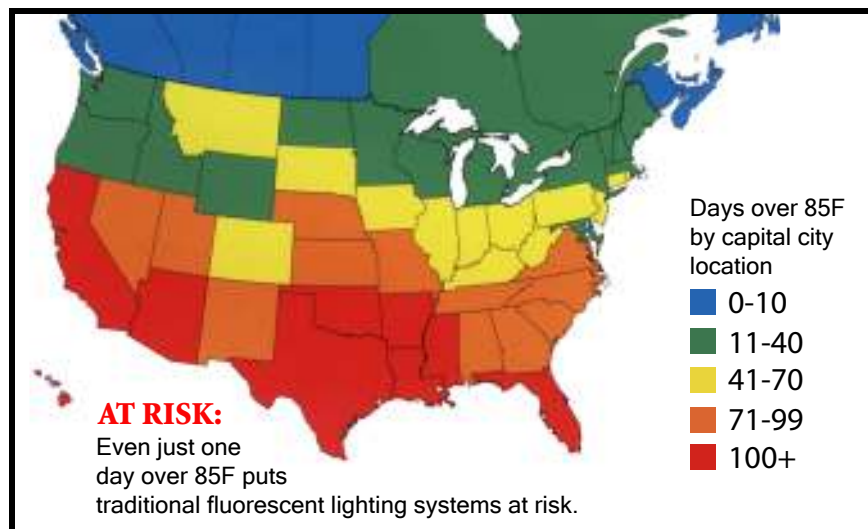 Days over 85F
by capital city
location
0-10
11-40
41-70
71-99
100+
AT RISK:
Even just one
day over 85F puts
traditional fluorescent lighting systems at risk.